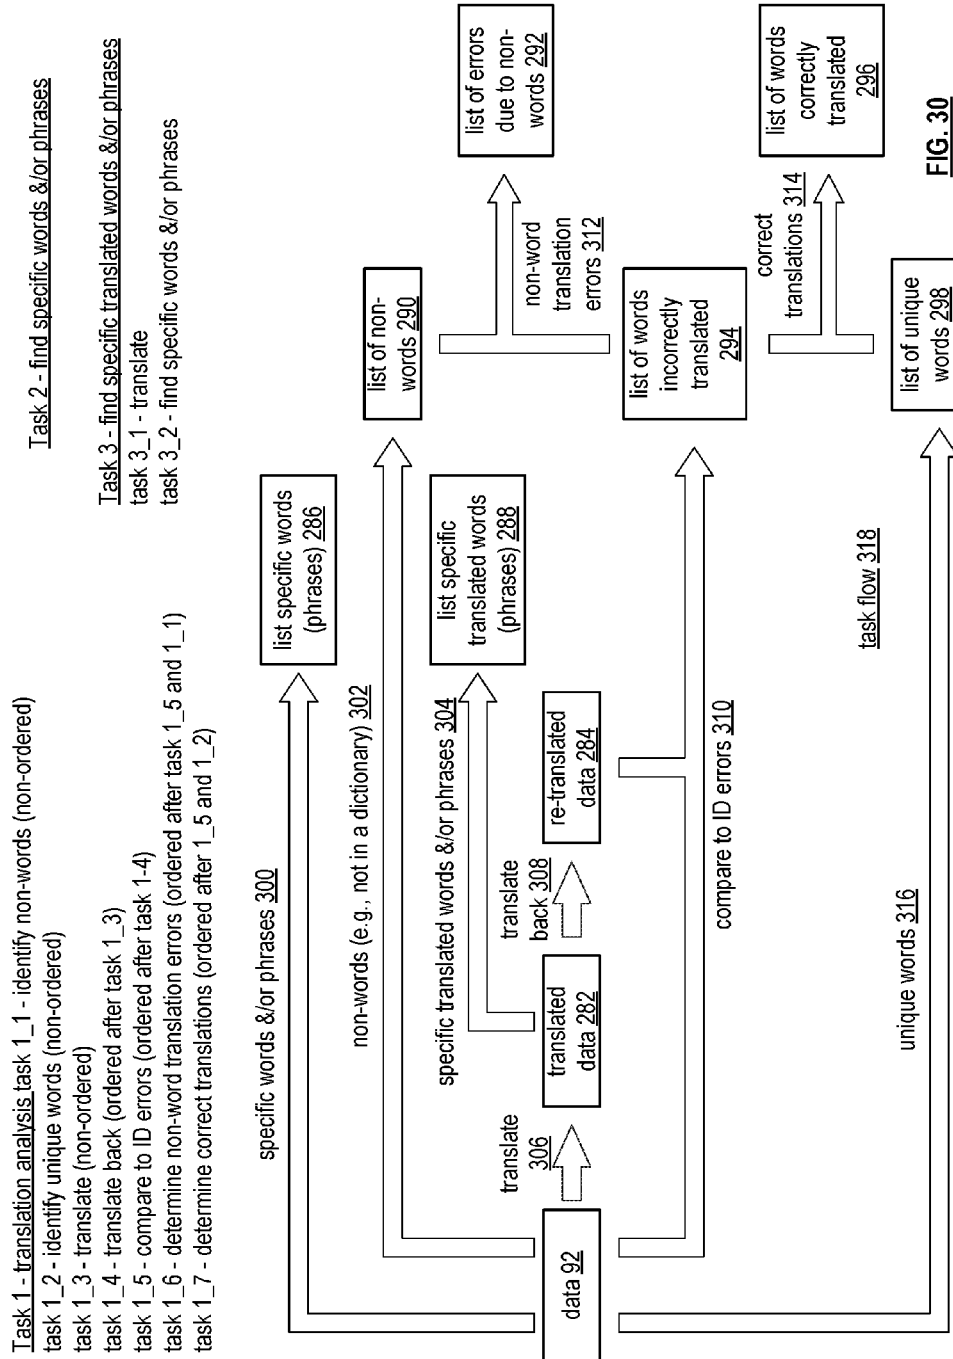 Task 1 - translation analysis task 1_1 - identify non-words (non-ordered)
task 1_2 - identify unique words (non-ordered)
task 1_3 - translate (non-ordered)
task 1_4 - translate back (ordered after task 1_3)
task 1_5 - compare to ID errors (ordered after task 1-4)
task 1_6 - determine non-word translation errors (ordered after task 1_5 and 1_1)
task 1_7 - determine correct translations (ordered after 1_5 and 1_2)
Task 2 - find specific words &/or phrases
Task 3 - find specific translated words &/or phrases
task 3_1 - translate
task 3_2 - find specific words &/or phrases
specific words &/or phrases 300
list specific words
(phrases) 286
non-words (e.g., not in a dictionary) 302
list of non-
words 290
specific translated words &/or phrases 304
list specific
translated words
(phrases) 288
list of errors
due to non-
words 292
non-word
translation
errors 312
data 92
translate
306
translated
data 282
translate
back 308
re-translated
data 284
compare to ID errors 310
list of words
incorrectly
translated
294
correct
translations 314
list of words
correctly
translated
296
unique words 316
task flow 318
list of unique
words 298
FIG. 30